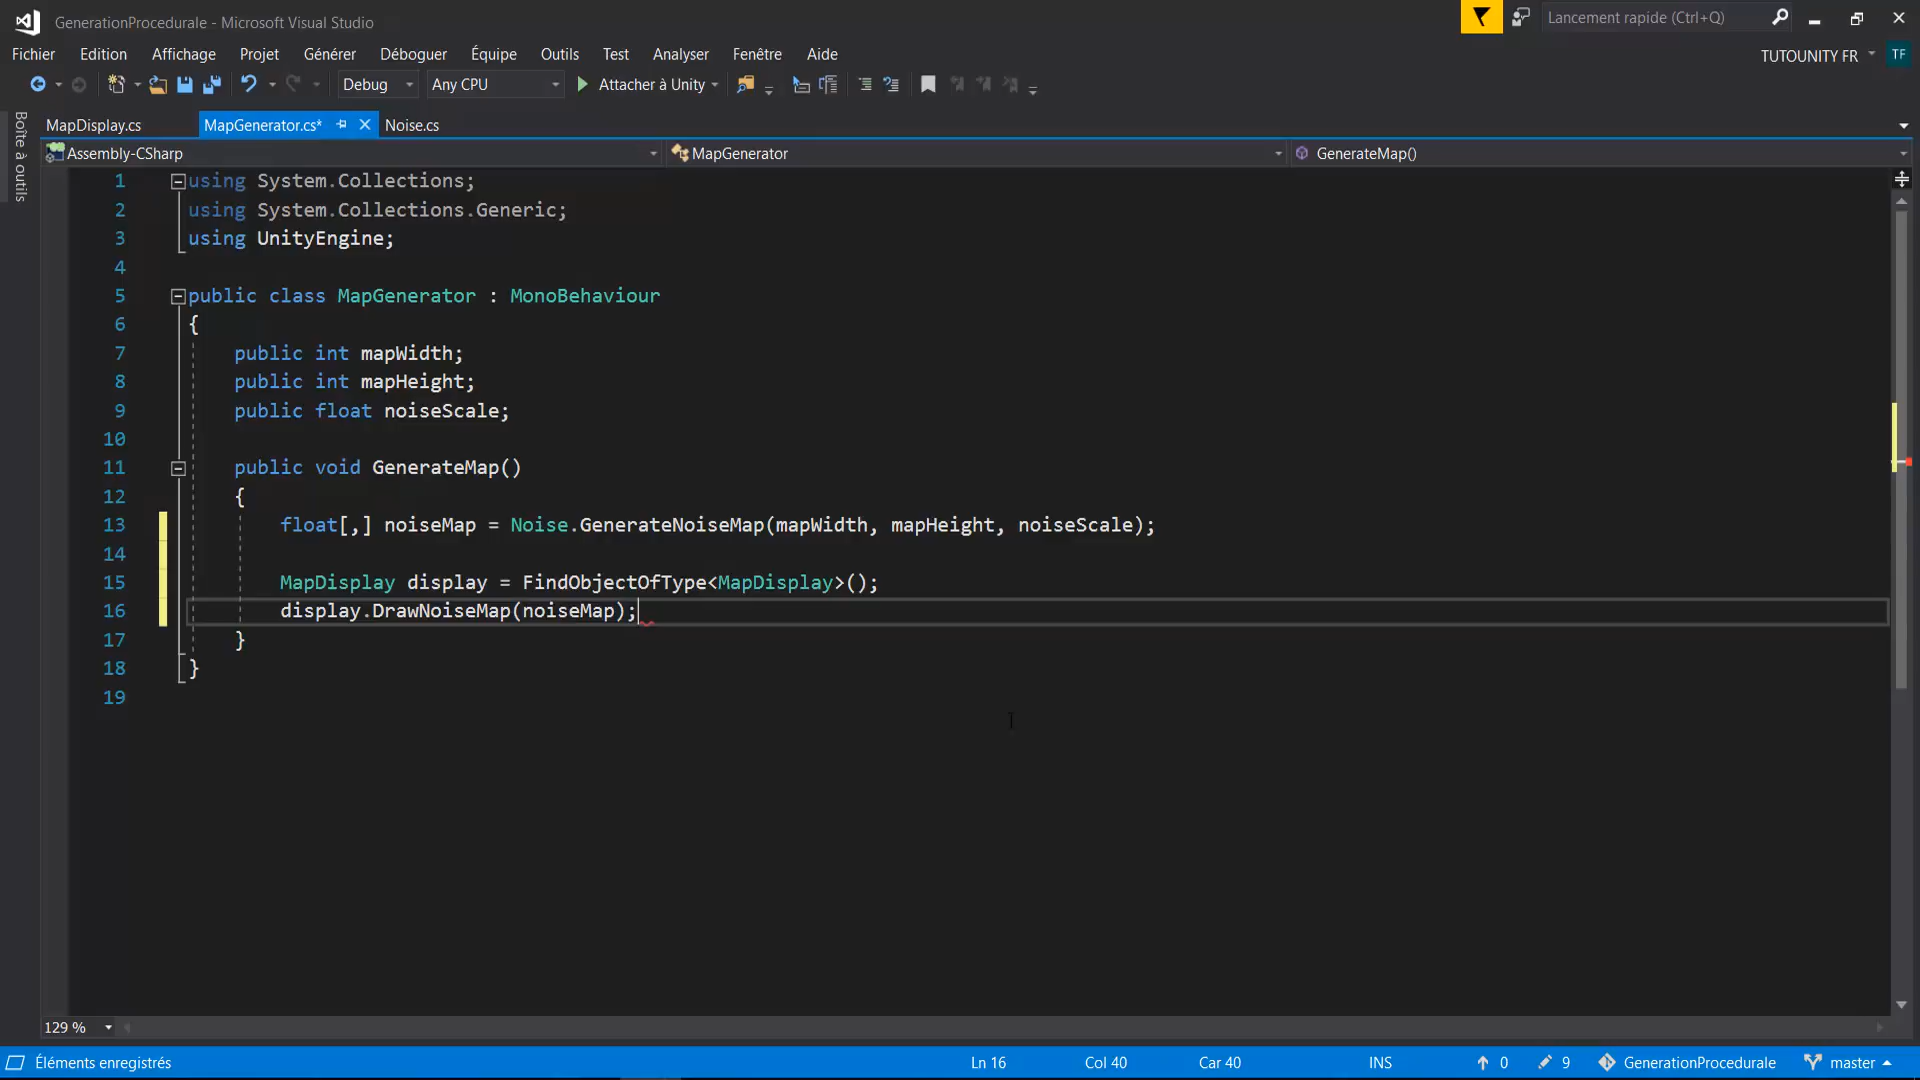 GenerationProcedurale - Microsoft Visual Studio
Lancement rapide (Ctrl+Q)
Fichier Edition Affichage Projet Générer Déboguer Équipe Outils Test Analyser Fenêtre Aide
TUTOUNITY FR TF
Debug Any CPU Attacher à Unity
Boîte à outils
MapDisplay.cs MapGenerator.cs* Noise.cs
Assembly-CSharp MapGenerator GenerateMap()
1 using System.Collections;
2 using System.Collections.Generic;
3 using UnityEngine;
4
5 public class MapGenerator : MonoBehaviour
6 {
7 public int mapWidth;
8 public int mapHeight;
9 public float noiseScale;
10
11 public void GenerateMap()
12 {
13 float[,] noiseMap = Noise.GenerateNoiseMap(mapWidth, mapHeight, noiseScale);
14
15 MapDisplay display = FindObjectOfType<MapDisplay>();
16 display.DrawNoiseMap(noiseMap);
17 }
18 }
19
129 %
Éléments enregistrés Ln 16 Col 40 Car 40 INS 0 9 GenerationProcedurale master